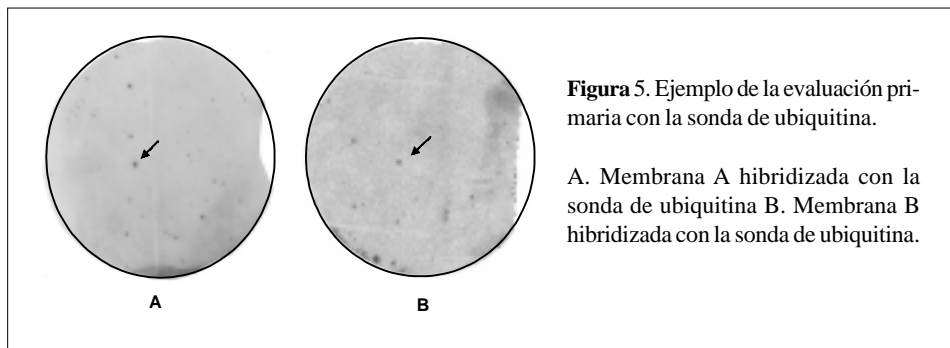 Figura 5. Ejemplo de la evaluación pri-
maria con la sonda de ubiquitina.
A. Membrana A hibridizada con la
sonda de ubiquitina B. Membrana B
hibridizada con la sonda de ubiquitina.
A
B